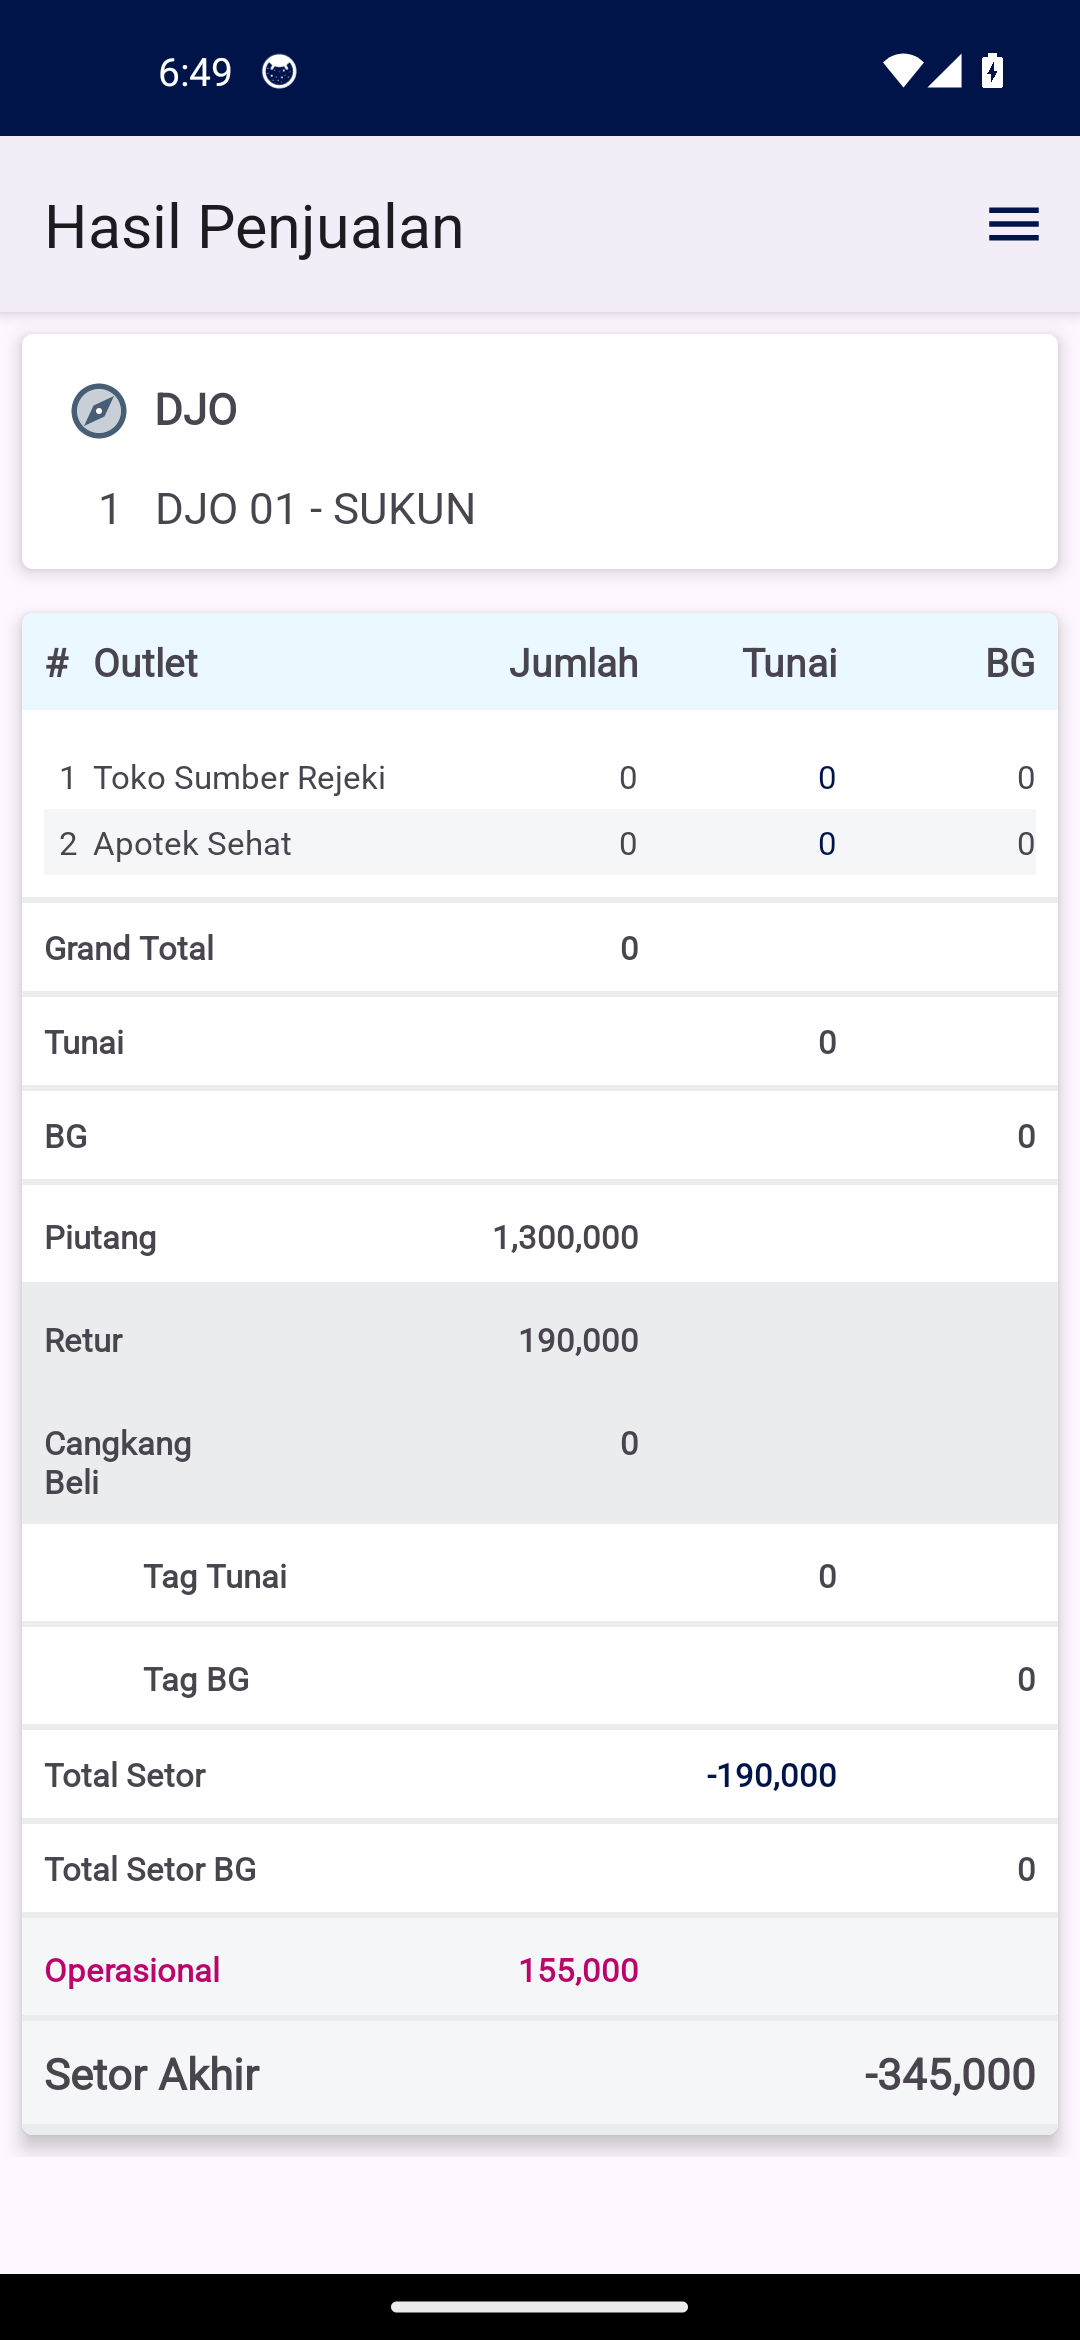 6:49
Hasil Penjualan
DJO
1 DJO 01 - SUKUN
# Outlet Jumlah Tunai BG
1 Toko Sumber Rejeki 0 0 0
2 Apotek Sehat 0 0 0
Grand Total 0
Tunai 0
BG 0
Piutang 1,300,000
Retur 190,000
Cangkang 0
Beli
Tag Tunai 0
Tag BG 0
Total Setor -190,000
Total Setor BG 0
Operasional 155,000
Setor Akhir -345,000